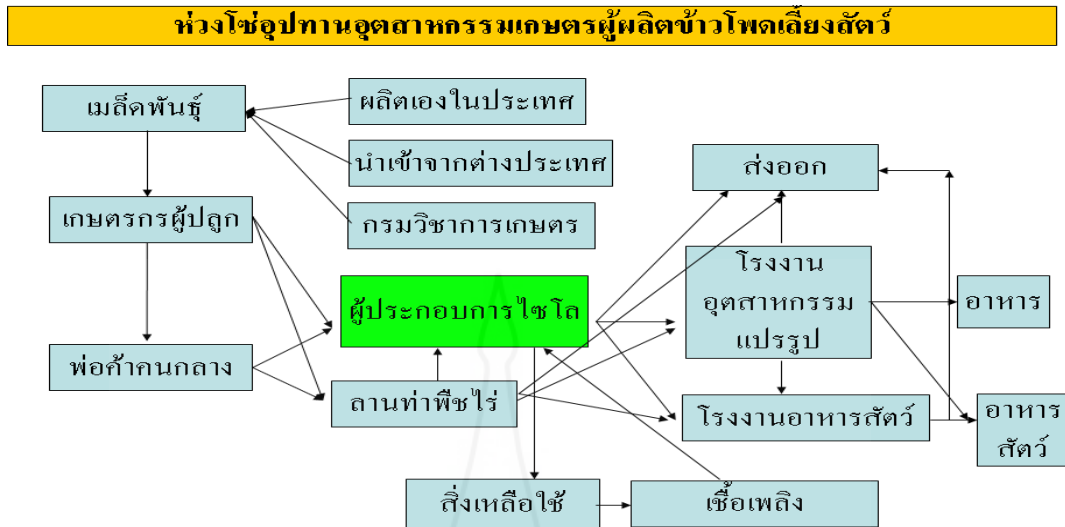 ห่วงโซ่อุปทานอุตสาหกรรมเกษตรผู้ผลิตข้าวโพดเลี้ยงสัตว์
เมล็ดพันธุ์
ผลิตเองในประเทศ
นำเข้าจากต่างประเทศ
กรมวิชาการเกษตร
เกษตรกรผู้ปลูก
พ่อค้าคนกลาง
ผู้ประกอบการไซโล
ลานท่าพืชไร่
สิ่งเหลือใช้
เชื้อเพลิง
ส่งออก
โรงงาน
อุตสาหกรรม
แปรรูป
โรงงานอาหารสัตว์
อาหาร
อาหาร
สัตว์